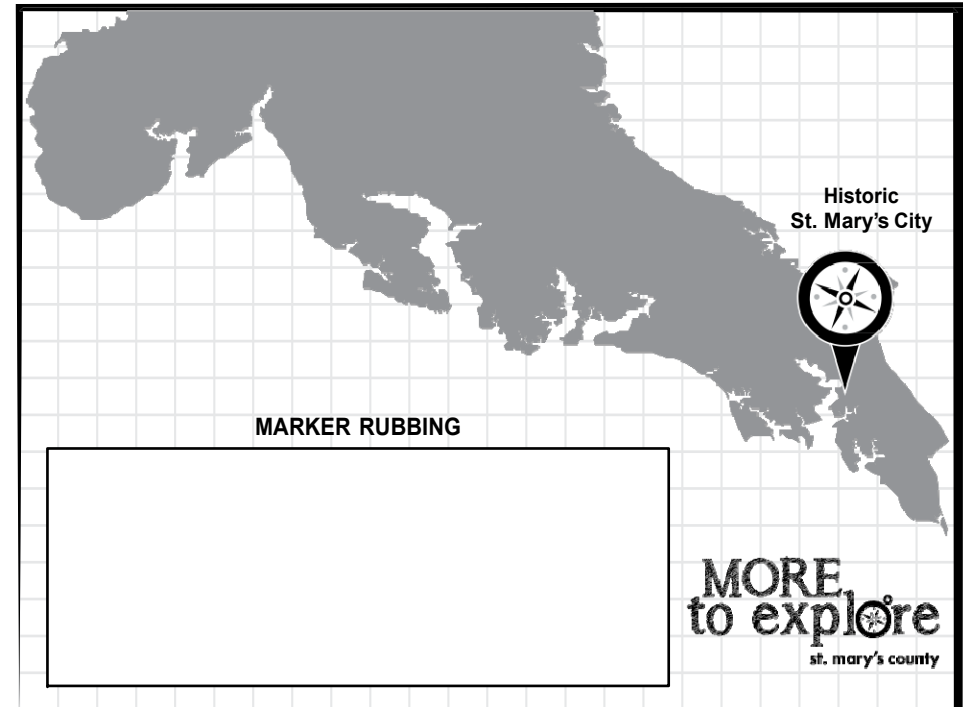 Historic
St. Mary's City
MARKER RUBBING
MORE
to explore
st. mary's county